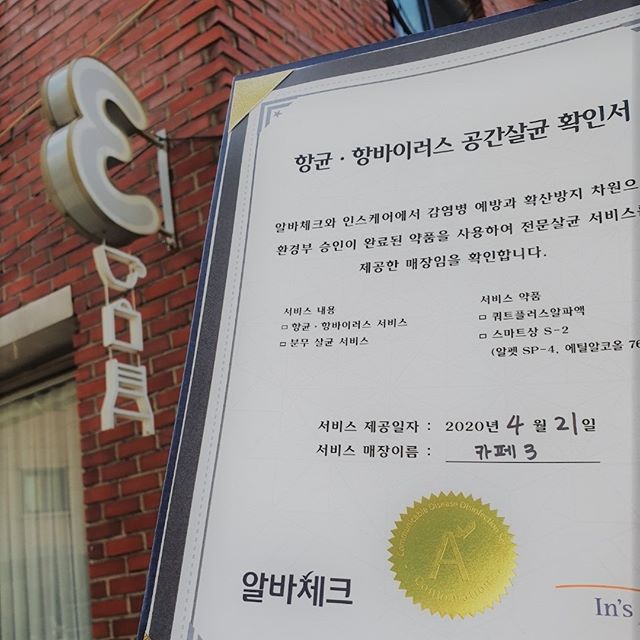 3
항균 · 항바이러스 공간살균 확인서
알바체크와 인스케어에서 감염병 예방과 확산방지 차원으
환경부 승인이 완료된 약품을 사용하여 전문살균 서비스를
제공한 매장임을 확인합니다.
서비스 내용
□ 항균 · 항바이러스 서비스
□ 분무 살균 서비스
서비스 약품
□ 쿼트플러스알파액
□ 스마트상 S-2
(알펫 SP-4, 에틸알코올 76
서비스 제공일자 : 2020년 4 월 21일
서비스 매장이름 : 카페 3
A
알바체크
In's